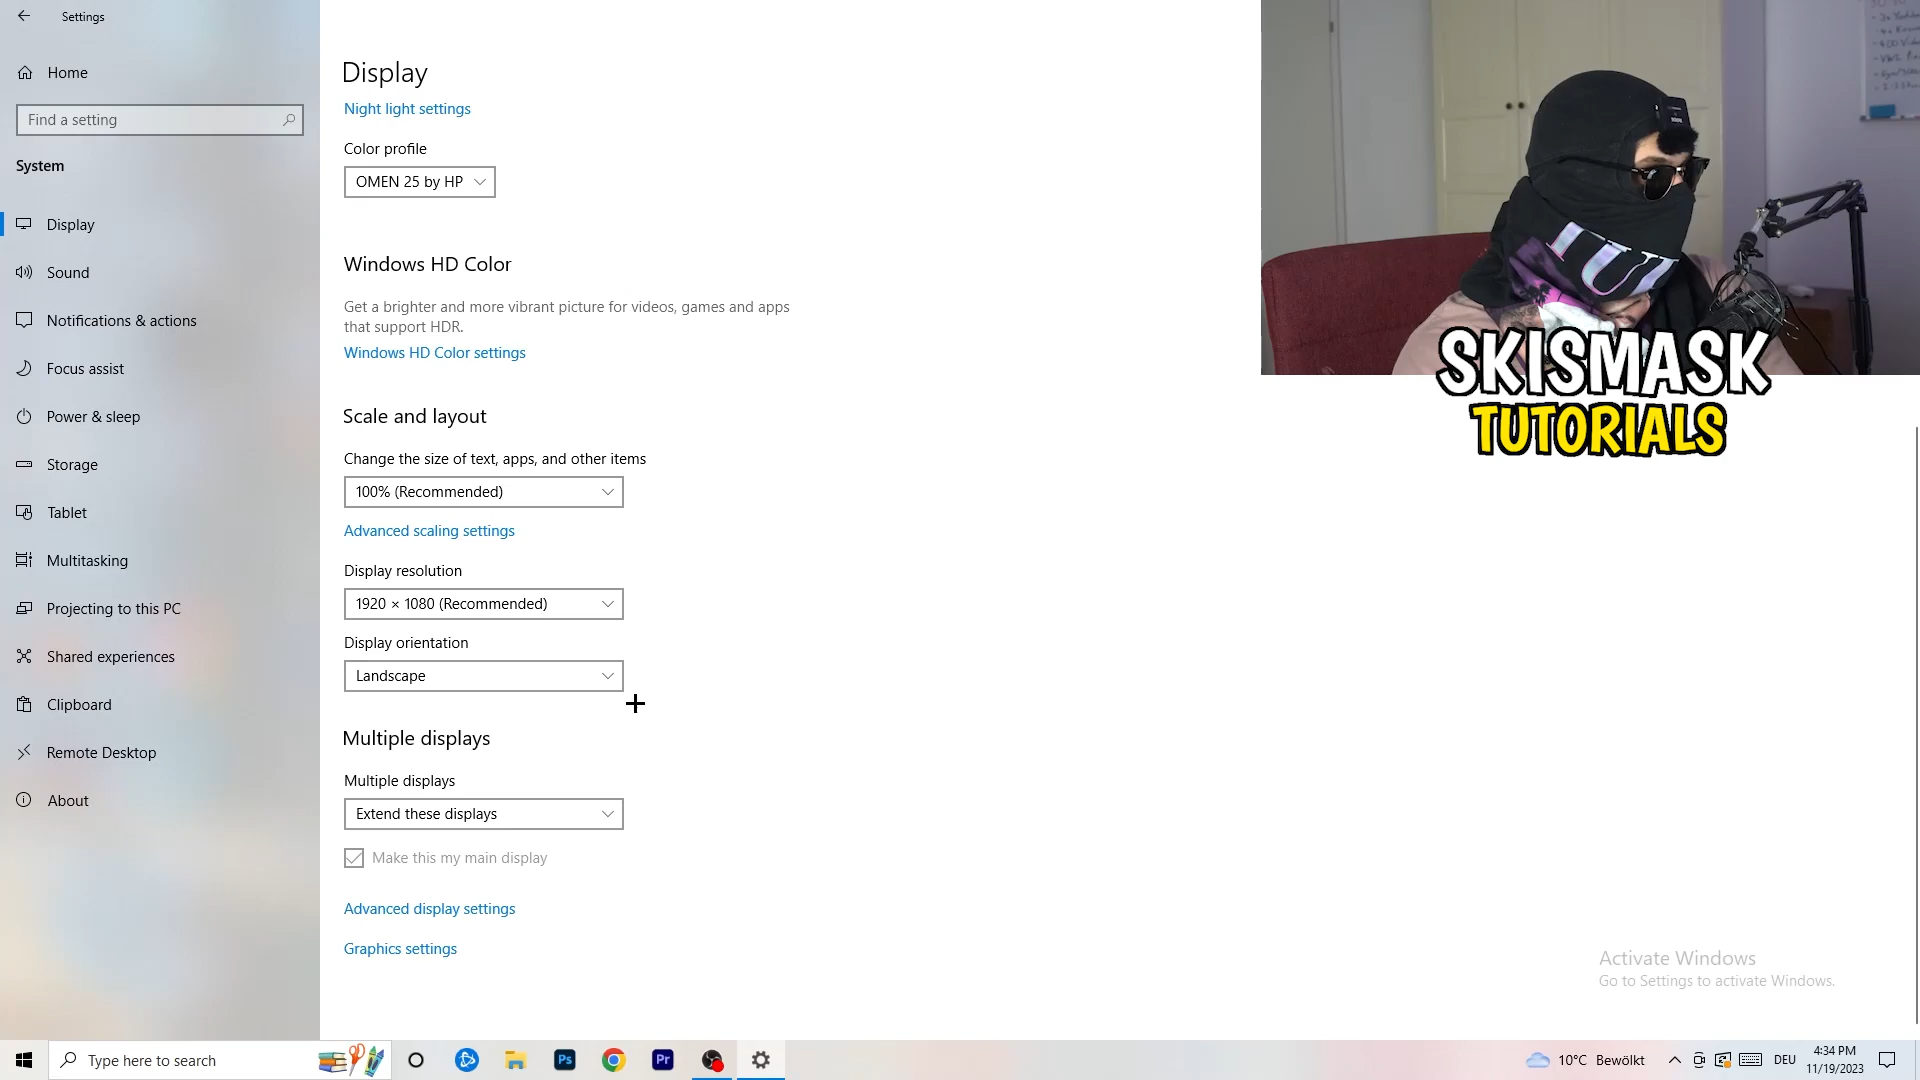 Settings
Home
Find a setting
System
Display
Sound
Notifications & actions
Focus assist
Power & sleep
Storage
Tablet
Multitasking
Projecting to this PC
Shared experiences
Clipboard
Remote Desktop
About
Display
Night light settings
Color profile
OMEN 25 by HP
Windows HD Color
Get a brighter and more vibrant picture for videos, games and apps
that support HDR.
Windows HD Color settings
Scale and layout
Change the size of text, apps, and other items
100% (Recommended)
Advanced scaling settings
Display resolution
1920 × 1080 (Recommended)
Display orientation
Landscape
Multiple displays
Multiple displays
Extend these displays
Make this my main display
Advanced display settings
Graphics settings
SKISMASK
TUTORIALS
Activate Windows
Go to Settings to activate Windows.
Type here to search
Ps
Pr
10°C Bewölkt
DEU
4:34 PM
11/19/2023